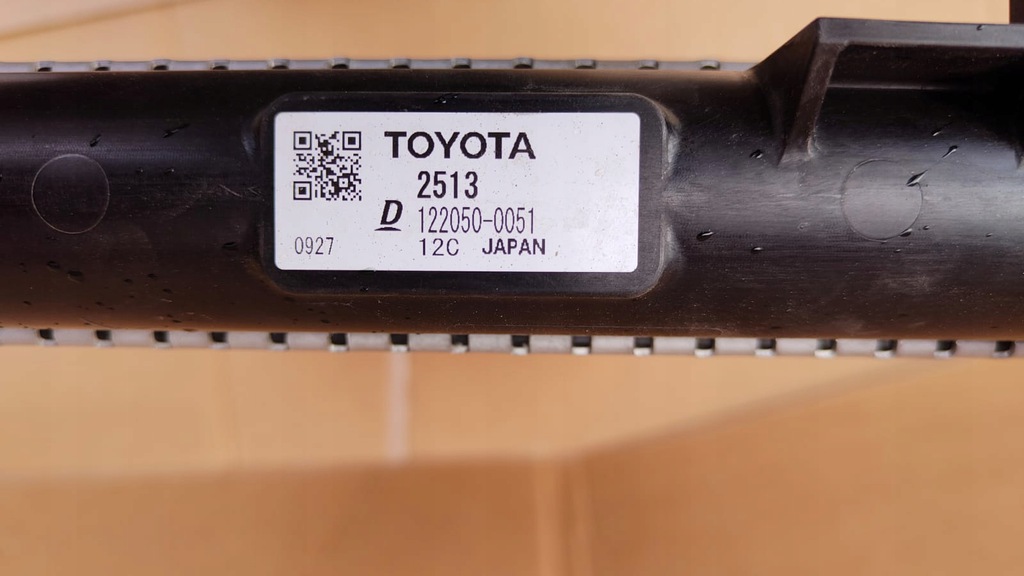 TOYOTA
2513
D 122050-0051
0927 12C JAPAN